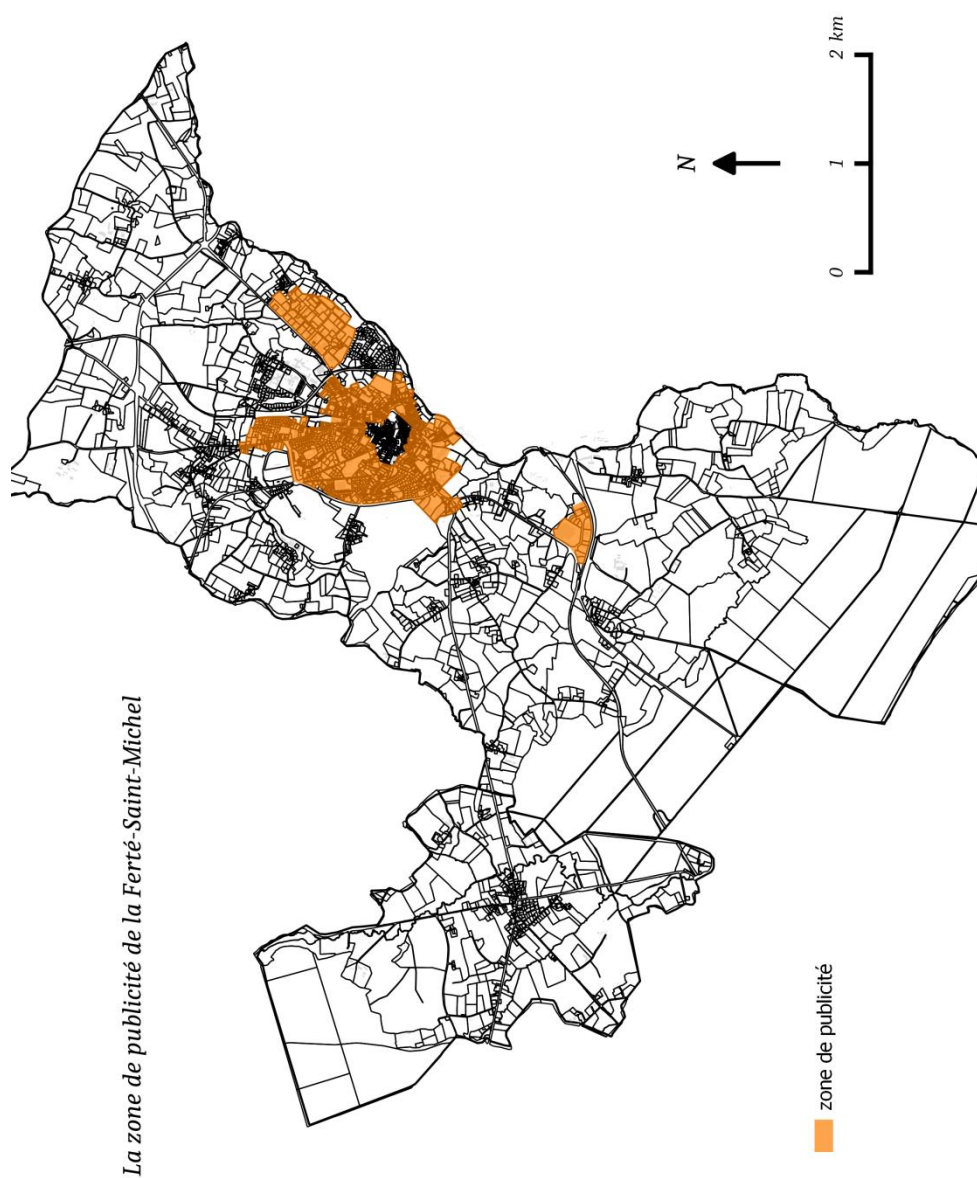 La zone de publicité de la Ferté-Saint-Michel
N
0 1 2 km
zone de publicité